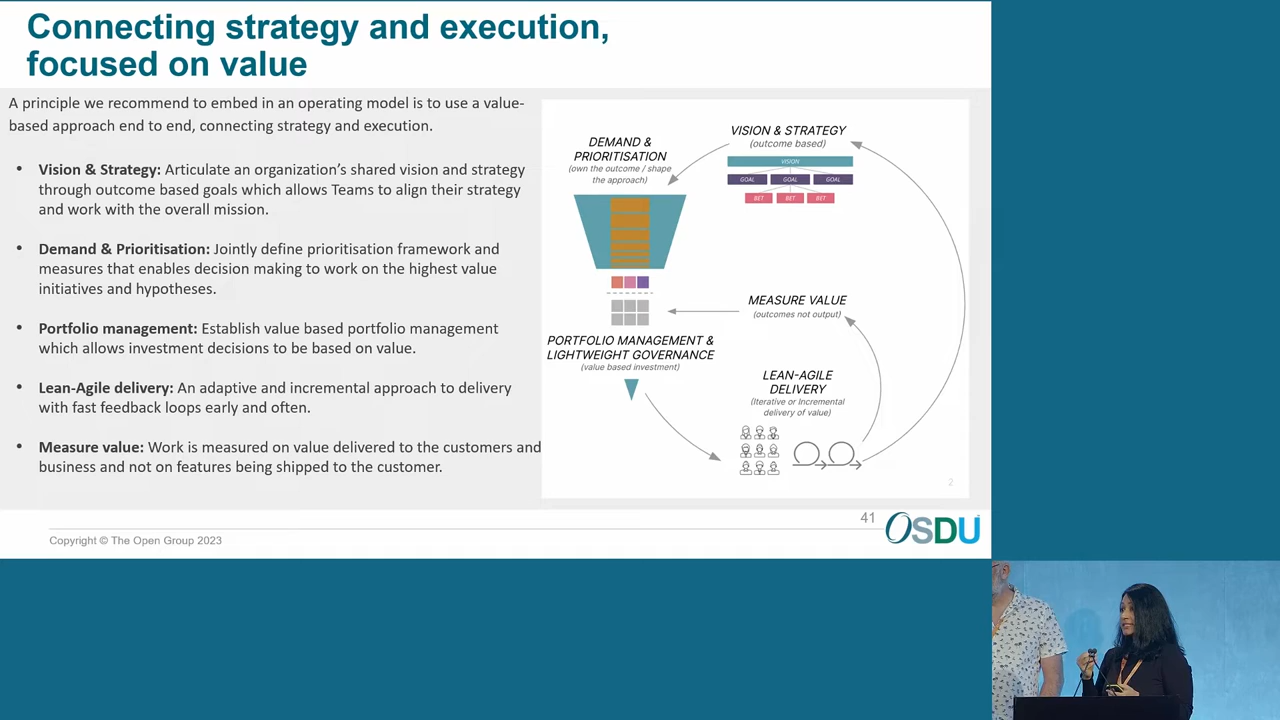 Connecting strategy and execution,
focused on value
A principle we recommend to embed in an operating model is to use a value-
based approach end to end, connecting strategy and execution.
• Vision & Strategy: Articulate an organization's shared vision and strategy
through outcome based goals which allows Teams to align their strategy
and work with the overall mission.
• Demand & Prioritisation: Jointly define prioritisation framework and
measures that enables decision making to work on the highest value
initiatives and hypotheses.
• Portfolio management: Establish value based portfolio management
which allows investment decisions to be based on value.
• Lean-Agile delivery: An adaptive and incremental approach to delivery
with fast feedback loops early and often.
• Measure value: Work is measured on value delivered to the customers and
business and not on features being shipped to the customer.
DEMAND &
PRIORITISATION
(own the outcome / shape
the approach)
VISION & STRATEGY
(outcome based)
VISION
GOAL GOAL GOAL
BET BET BET
MEASURE VALUE
(outcomes not output)
PORTFOLIO MANAGEMENT &
LIGHTWEIGHT GOVERNANCE
(value based investment)
LEAN-AGILE
DELIVERY
(Iterative or Incremental
delivery of value)
2
41
OSDU
Copyright © The Open Group 2023